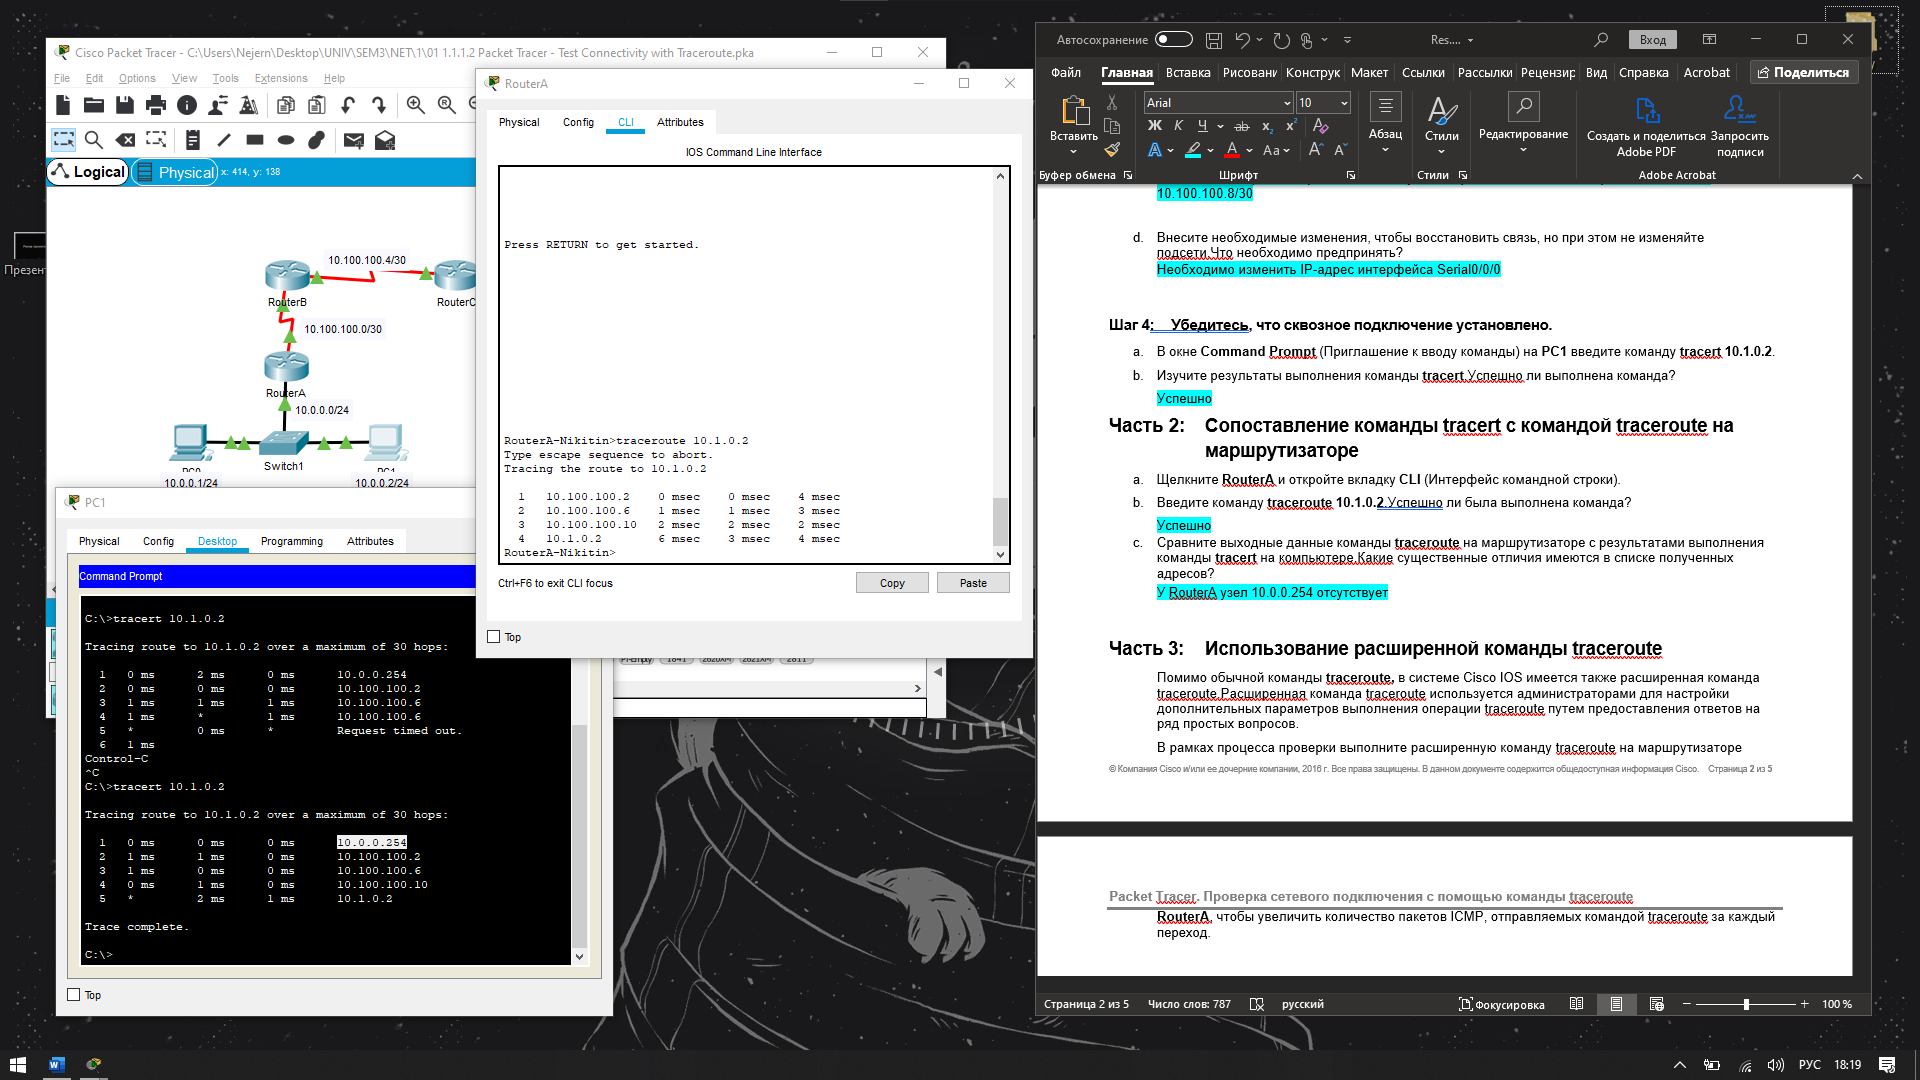 Cisco Packet Tracer - C:\Users\Nejern\Desktop\UNIV\SEM3\NET\1\01 1.1.1.2 Packet Tracer - Test Connectivity with Traceroute.pka
File Edit Options View Tools Extensions Help
Logical Physical x: 414, y: 138
10.100.100.4/30
RouterB
RouterC
10.100.100.0/30
RouterA
10.0.0.0/24
Switch1
PC0
PC1
10.0.0.1/24
10.0.0.2/24
Презент
RouterA
Physical Config CLI Attributes
IOS Command Line Interface
Press RETURN to get started.
RouterA-Nikitin>traceroute 10.1.0.2
Type escape sequence to abort.
Tracing the route to 10.1.0.2
1 10.100.100.2 0 msec 0 msec 4 msec
2 10.100.100.6 1 msec 1 msec 3 msec
3 10.100.100.10 2 msec 2 msec 2 msec
4 10.1.0.2 6 msec 3 msec 4 msec
RouterA-Nikitin>
Ctrl+F6 to exit CLI focus
Copy Paste
Top
PT-Empty 1841 2620XM 2621XM 2811
PC1
Physical Config Desktop Programming Attributes
Command Prompt
C:\>tracert 10.1.0.2
Tracing route to 10.1.0.2 over a maximum of 30 hops:
1 0 ms 2 ms 0 ms 10.0.0.254
2 0 ms 0 ms 0 ms 10.100.100.2
3 1 ms 1 ms 1 ms 10.100.100.6
4 1 ms * 1 ms 10.100.100.6
5 * 0 ms * Request timed out.
6 1 ms
Control-C
^C
C:\>tracert 10.1.0.2
Tracing route to 10.1.0.2 over a maximum of 30 hops:
1 0 ms 0 ms 0 ms 10.0.0.254
2 1 ms 1 ms 0 ms 10.100.100.2
3 1 ms 0 ms 0 ms 10.100.100.6
4 0 ms 1 ms 0 ms 10.100.100.10
5 * 2 ms 1 ms 10.1.0.2
Trace complete.
C:\>
Top
Автосохранение Res.... Вход
Файл Главная Вставка Рисовани Конструк Макет Ссылки Рассылки Рецензир Вид Справка Acrobat Поделиться
Вставить
Arial 10
Ж К Ч ab x₂ x²
A A Aa A A
Абзац Стили Редактирование
Создать и поделиться Adobe PDF
Запросить подписи
Буфер обмена Шрифт Стили Adobe Acrobat
10.100.100.8/30
d. Внесите необходимые изменения, чтобы восстановить связь, но при этом не изменяйте
подсети.Что необходимо предпринять?
Необходимо изменить IP-адрес интерфейса Serial0/0/0
Шаг 4: Убедитесь, что сквозное подключение установлено.
a. В окне Command Prompt (Приглашение к вводу команды) на PC1 введите команду tracert 10.1.0.2.
b. Изучите результаты выполнения команды tracert.Успешно ли выполнена команда?
Успешно
Часть 2: Сопоставление команды tracert с командой traceroute на
маршрутизаторе
a. Щелкните RouterA и откройте вкладку CLI (Интерфейс командной строки).
b. Введите команду traceroute 10.1.0.2.Успешно ли была выполнена команда?
Успешно
c. Сравните выходные данные команды traceroute на маршрутизаторе с результатами выполнения
команды tracert на компьютере.Какие существенные отличия имеются в списке полученных
адресов?
У RouterA узел 10.0.0.254 отсутствует
Часть 3: Использование расширенной команды traceroute
Помимо обычной команды traceroute, в системе Cisco IOS имеется также расширенная команда
traceroute.Расширенная команда traceroute используется администраторами для настройки
дополнительных параметров выполнения операции traceroute путем предоставления ответов на
ряд простых вопросов.
В рамках процесса проверки выполните расширенную команду traceroute на маршрутизаторе
© Компания Cisco и/или ее дочерние компании, 2016 г. Все права защищены. В данном документе содержится общедоступная информация Cisco. Страница 2 из 5
Packet Tracer. Проверка сетевого подключения с помощью команды traceroute
RouterA, чтобы увеличить количество пакетов ICMP, отправляемых командой traceroute за каждый
переход.
Страница 2 из 5 Число слов: 787 русский Фокусировка 100 %
РУС 18:19